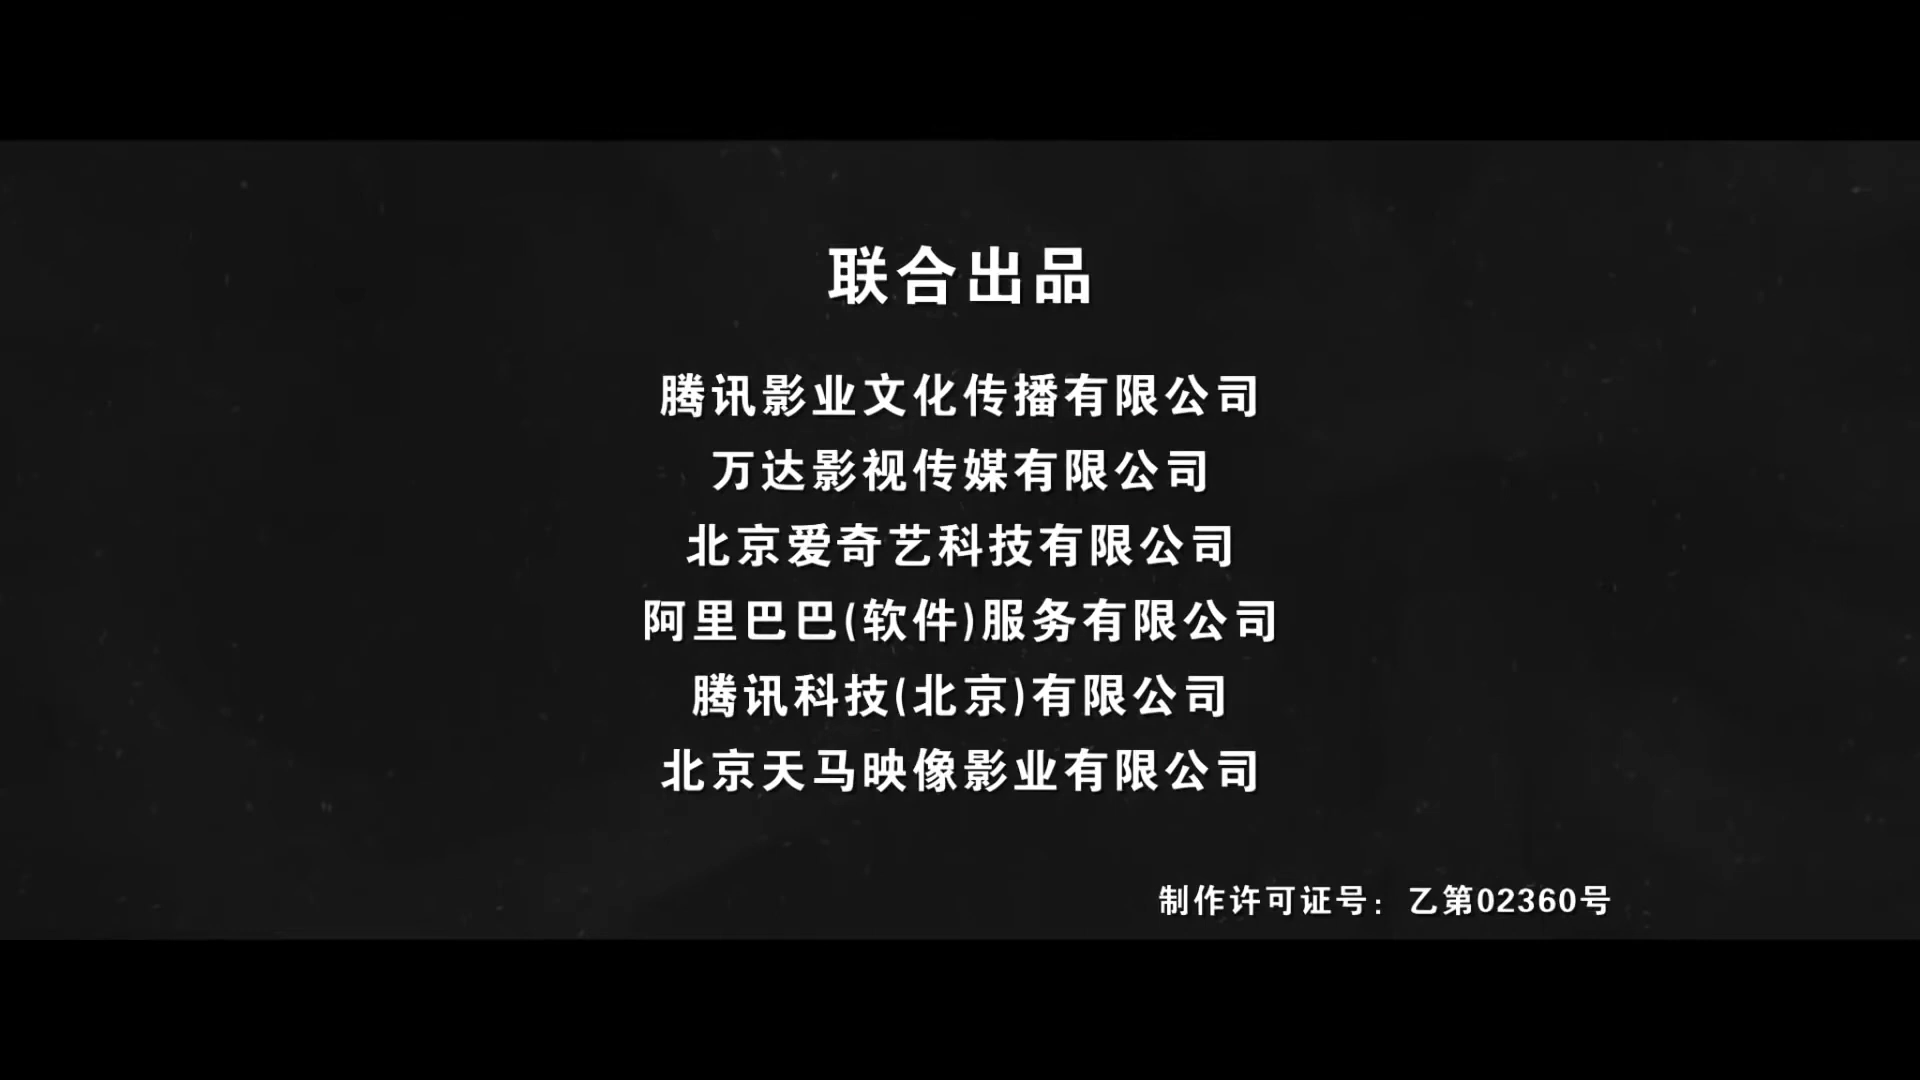 联合出品
腾讯影业文化传播有限公司
万达影视传媒有限公司
北京爱奇艺科技有限公司
阿里巴巴(软件)服务有限公司
腾讯科技(北京)有限公司
北京天马映像影业有限公司
制作许可证号：乙第02360号